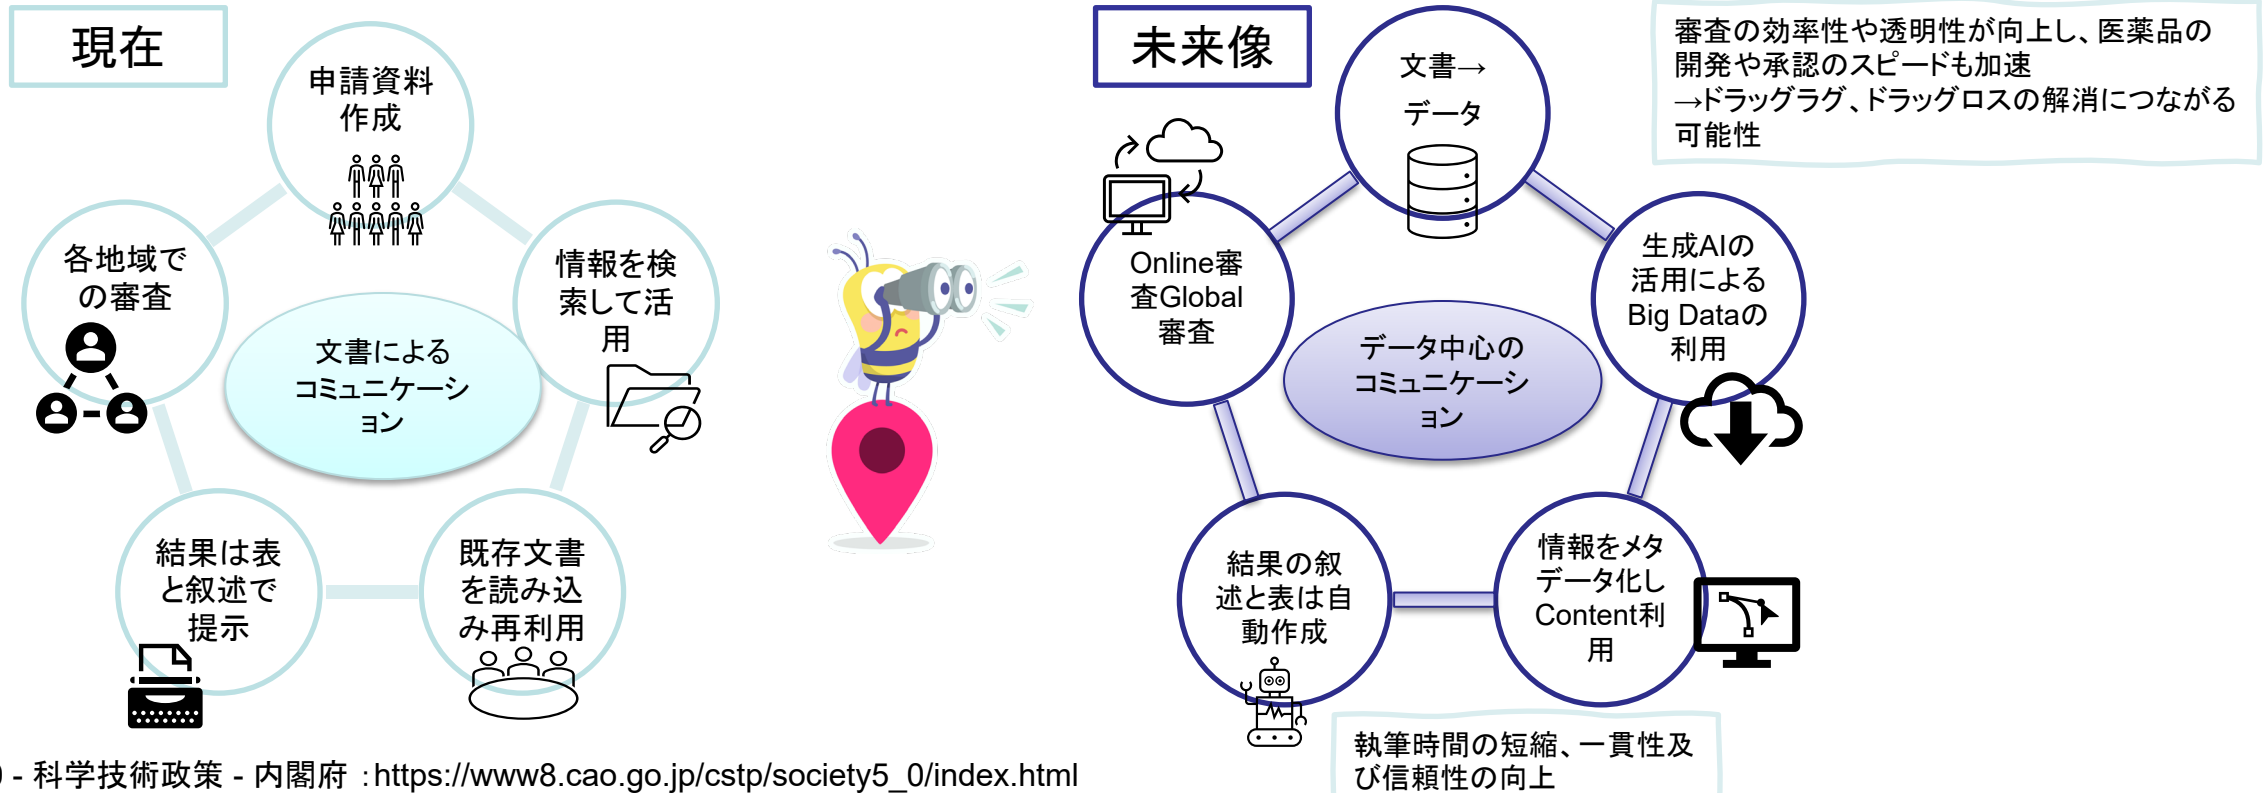 現在
申請資料
作成
各地域で
の審査
情報を検
索して活
用
文書による
コミュニケーシ
ョン
結果は表
と叙述で
提示
既存文書
を読み込
み再利用
未来像
文書→
データ
Online審
査Global
審査
生成AIの
活用による
Big Dataの
利用
データ中心の
コミュニケーシ
ョン
結果の叙
述と表は自
動作成
情報をメタ
データ化し
Content利
用
審査の効率性や透明性が向上し、医薬品の
開発や承認のスピードも加速
→ドラッグラグ、ドラッグロスの解消につながる
可能性
執筆時間の短縮、一貫性及
び信頼性の向上
- 科学技術政策 - 内閣府 :https://www8.cao.go.jp/cstp/society5_0/index.html